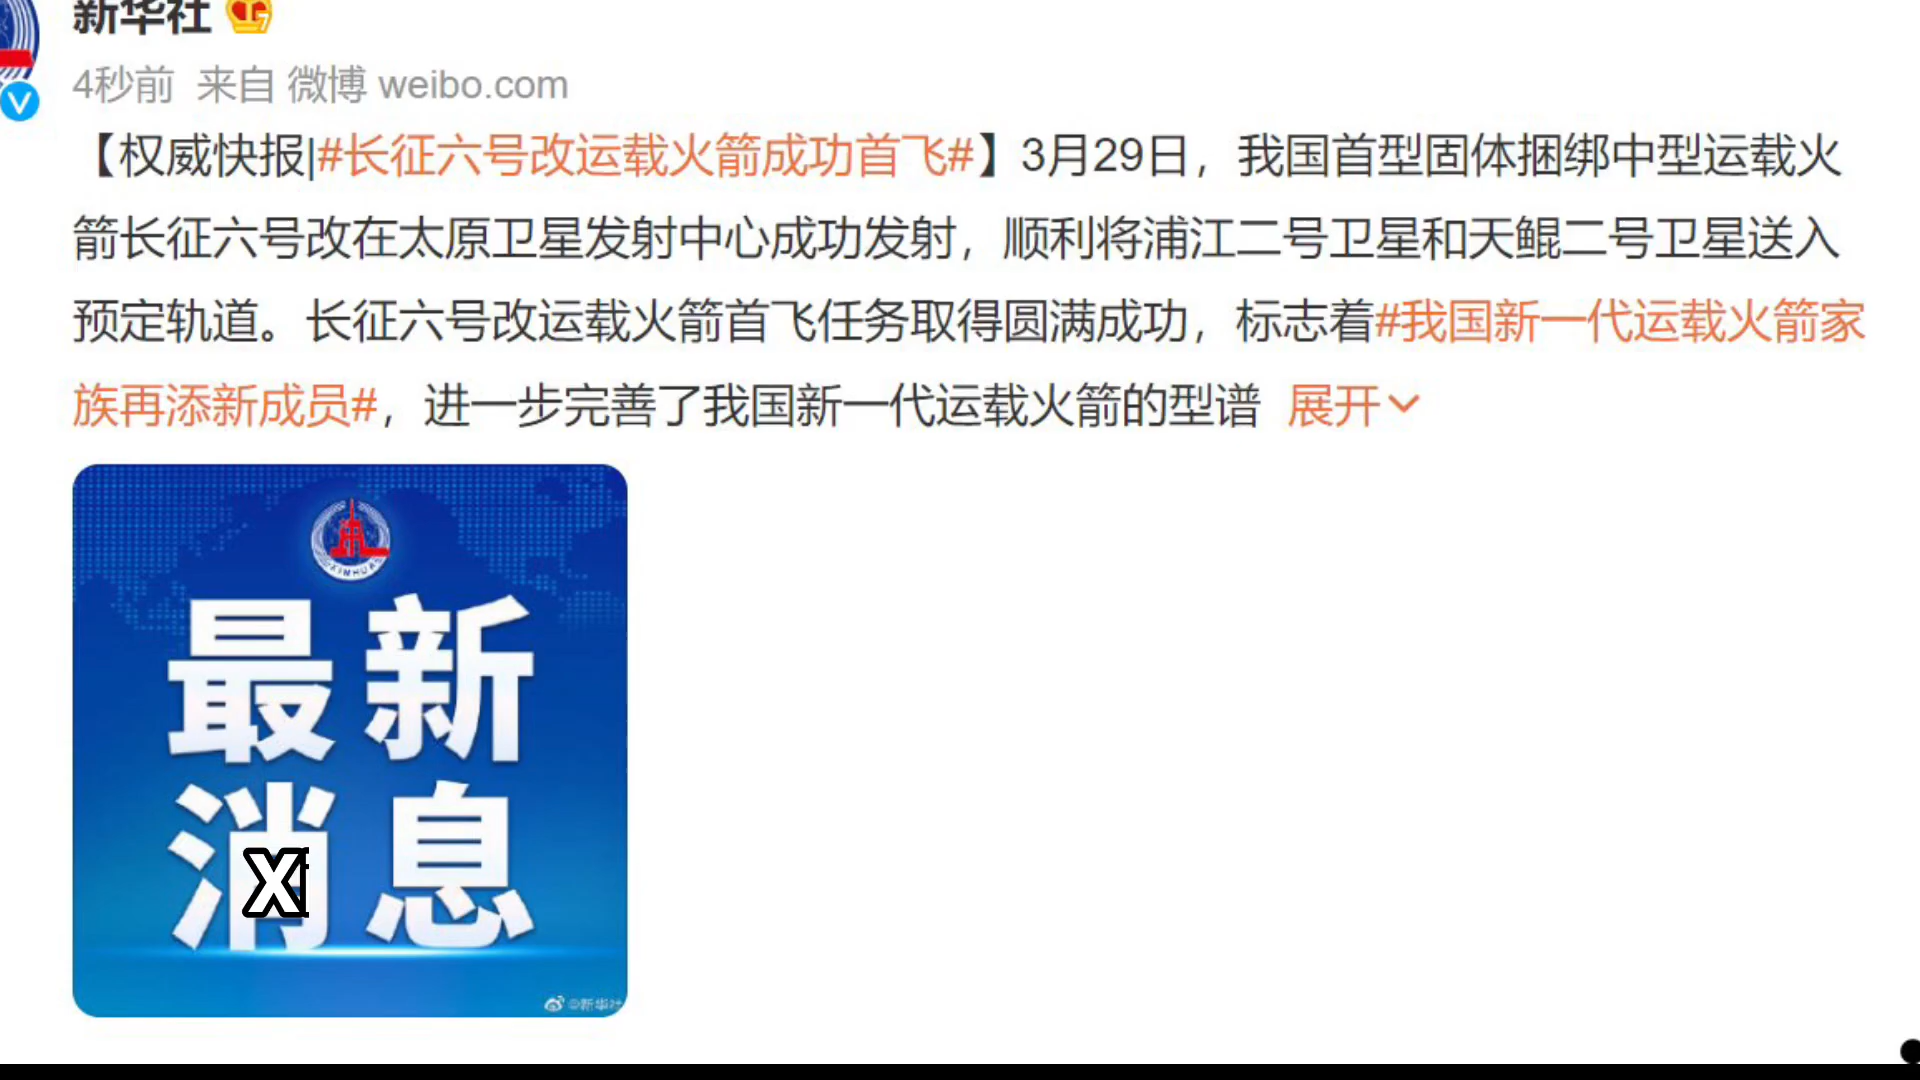 新华社
4秒前 来自 微博 weibo.com
【权威快报|#长征六号改运载火箭成功首飞#】3月29日，我国首型固体捆绑中型运载火
箭长征六号改在太原卫星发射中心成功发射，顺利将浦江二号卫星和天鲲二号卫星送入
预定轨道。长征六号改运载火箭首飞任务取得圆满成功，标志着#我国新一代运载火箭家
族再添新成员#，进一步完善了我国新一代运载火箭的型谱 展开
XINHUA
最新
消息
X
@新华社